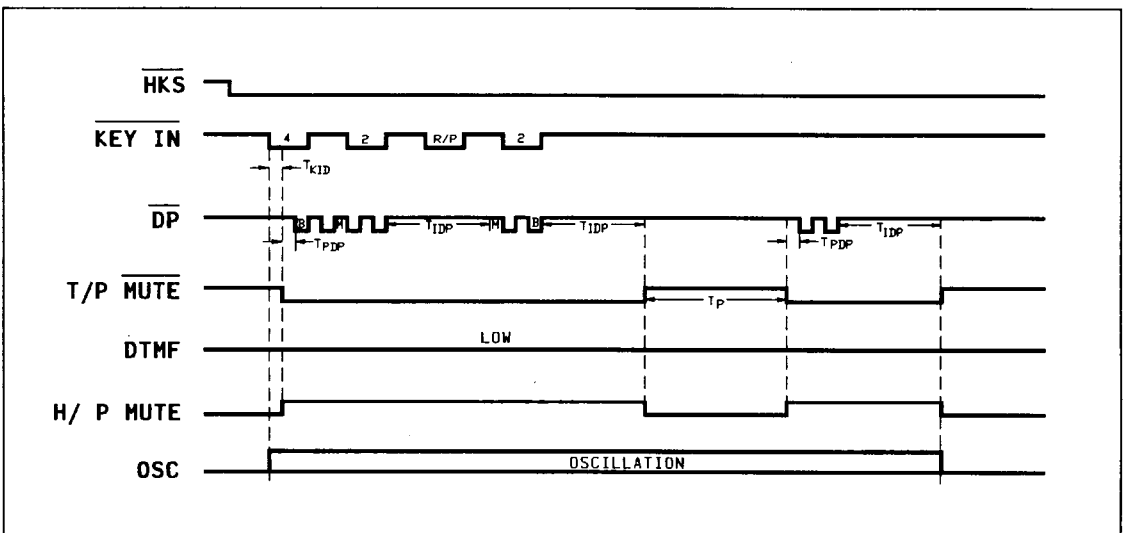 HKS
KEY IN 4 2 R/P 2
TKID
DP B M M B
TIDP TIDP TIDP
TPDP TPDP
T/P MUTE
TP
DTMF LOW
H/ P MUTE
OSC OSCILLATION